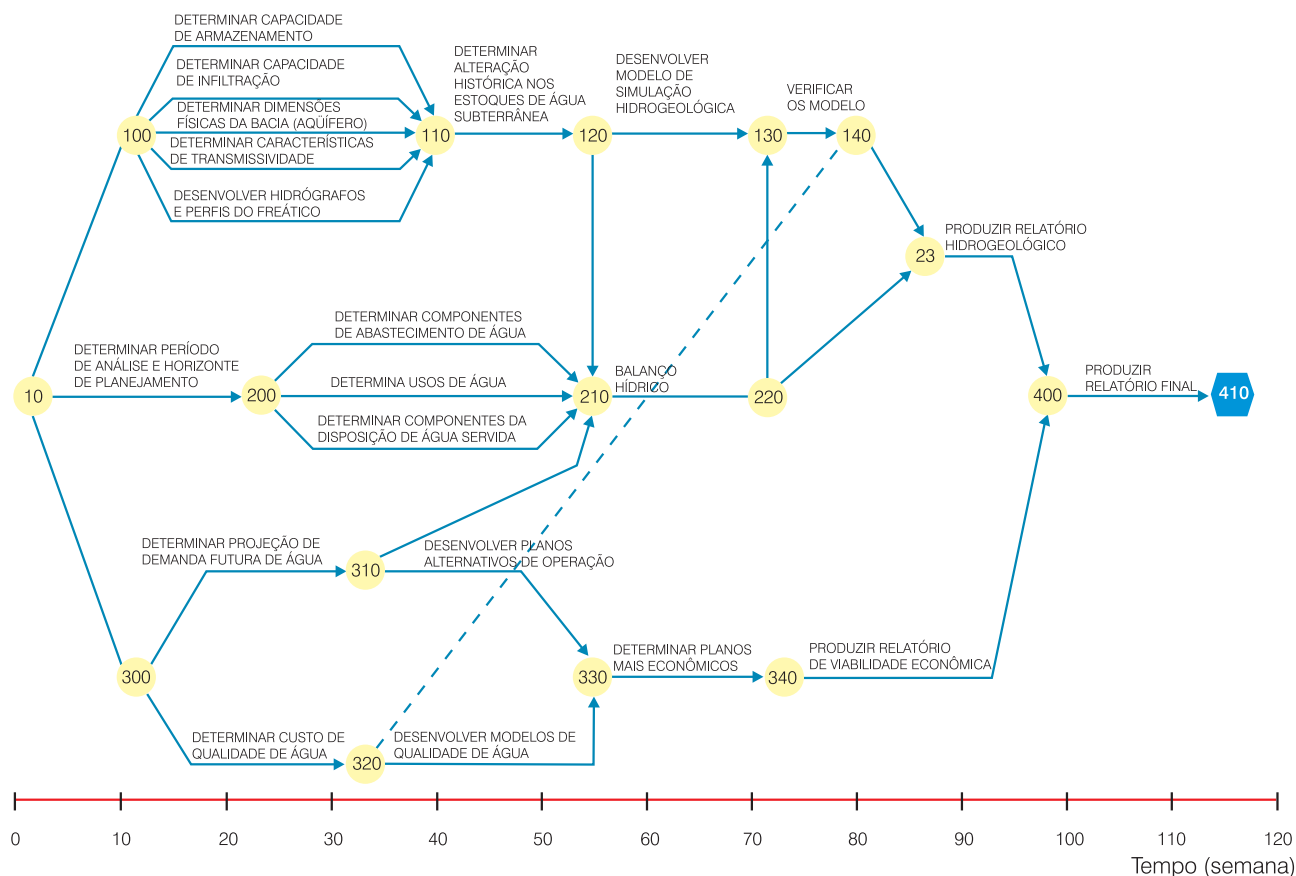 DETERMINAR CAPACIDADE
DE ARMAZENAMENTO
DETERMINAR CAPACIDADE
DE INFILTRAÇÃO
DETERMINAR DIMENSÕES
FÍSICAS DA BACIA (AQÜÍFERO)
DETERMINAR CARACTERÍSTICAS
DE TRANSMISSIVIDADE
DESENVOLVER HIDRÓGRAFOS
E PERFIS DO FREÁTICO
100
110
DETERMINAR
ALTERAÇÃO
HISTÓRICA NOS
ESTOQUES DE ÁGUA
SUBTERRÂNEA
120
DESENVOLVER
MODELO DE
SIMULAÇÃO
HIDROGEOLÓGICA
130
VERIFICAR
OS MODELO
140
23
PRODUZIR RELATÓRIO
HIDROGEOLÓGICO
10
DETERMINAR PERÍODO
DE ANÁLISE E HORIZONTE
DE PLANEJAMENTO
200
DETERMINAR COMPONENTES
DE ABASTECIMENTO DE ÁGUA
DETERMINA USOS DE ÁGUA
DETERMINAR COMPONENTES DA
DISPOSIÇÃO DE ÁGUA SERVIDA
210
BALANÇO
HÍDRICO
220
400
PRODUZIR
RELATÓRIO FINAL
410
DETERMINAR PROJEÇÃO DE
DEMANDA FUTURA DE ÁGUA
310
DESENVOLVER PLANOS
ALTERNATIVOS DE OPERAÇÃO
300
330
DETERMINAR PLANOS
MAIS ECONÔMICOS
340
PRODUZIR RELATÓRIO
DE VIABILIDADE ECONÔMICA
DETERMINAR CUSTO DE
QUALIDADE DE ÁGUA
320
DESENVOLVER MODELOS DE
QUALIDADE DE ÁGUA
0 10 20 30 40 50 60 70 80 90 100 110 120
Tempo (semana)